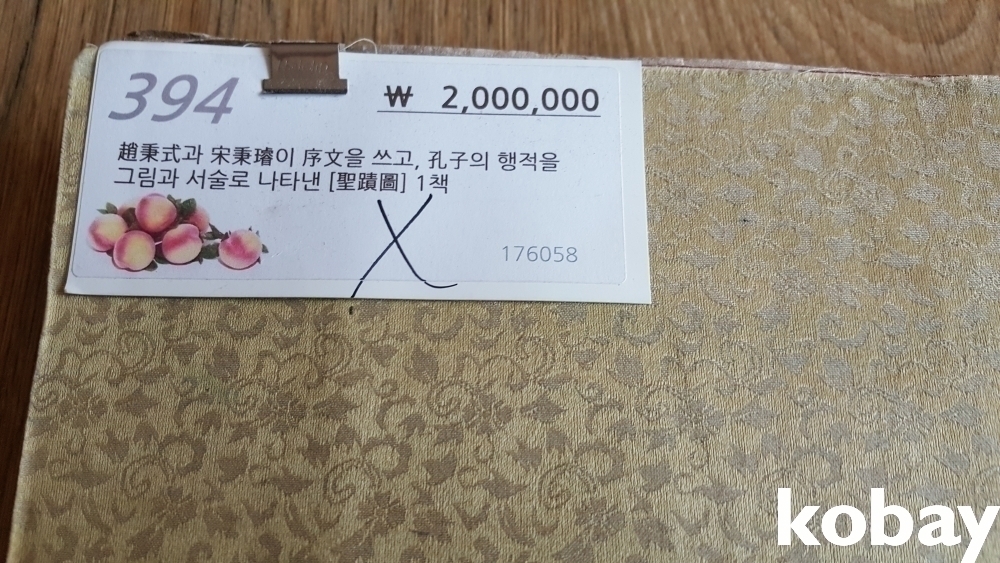 394
₩ 2,000,000
趙秉式과 宋秉璿이 序文을 쓰고, 孔子의 행적을
그림과 서술로 나타낸 [聖蹟圖] 1책
X
176058
kobay